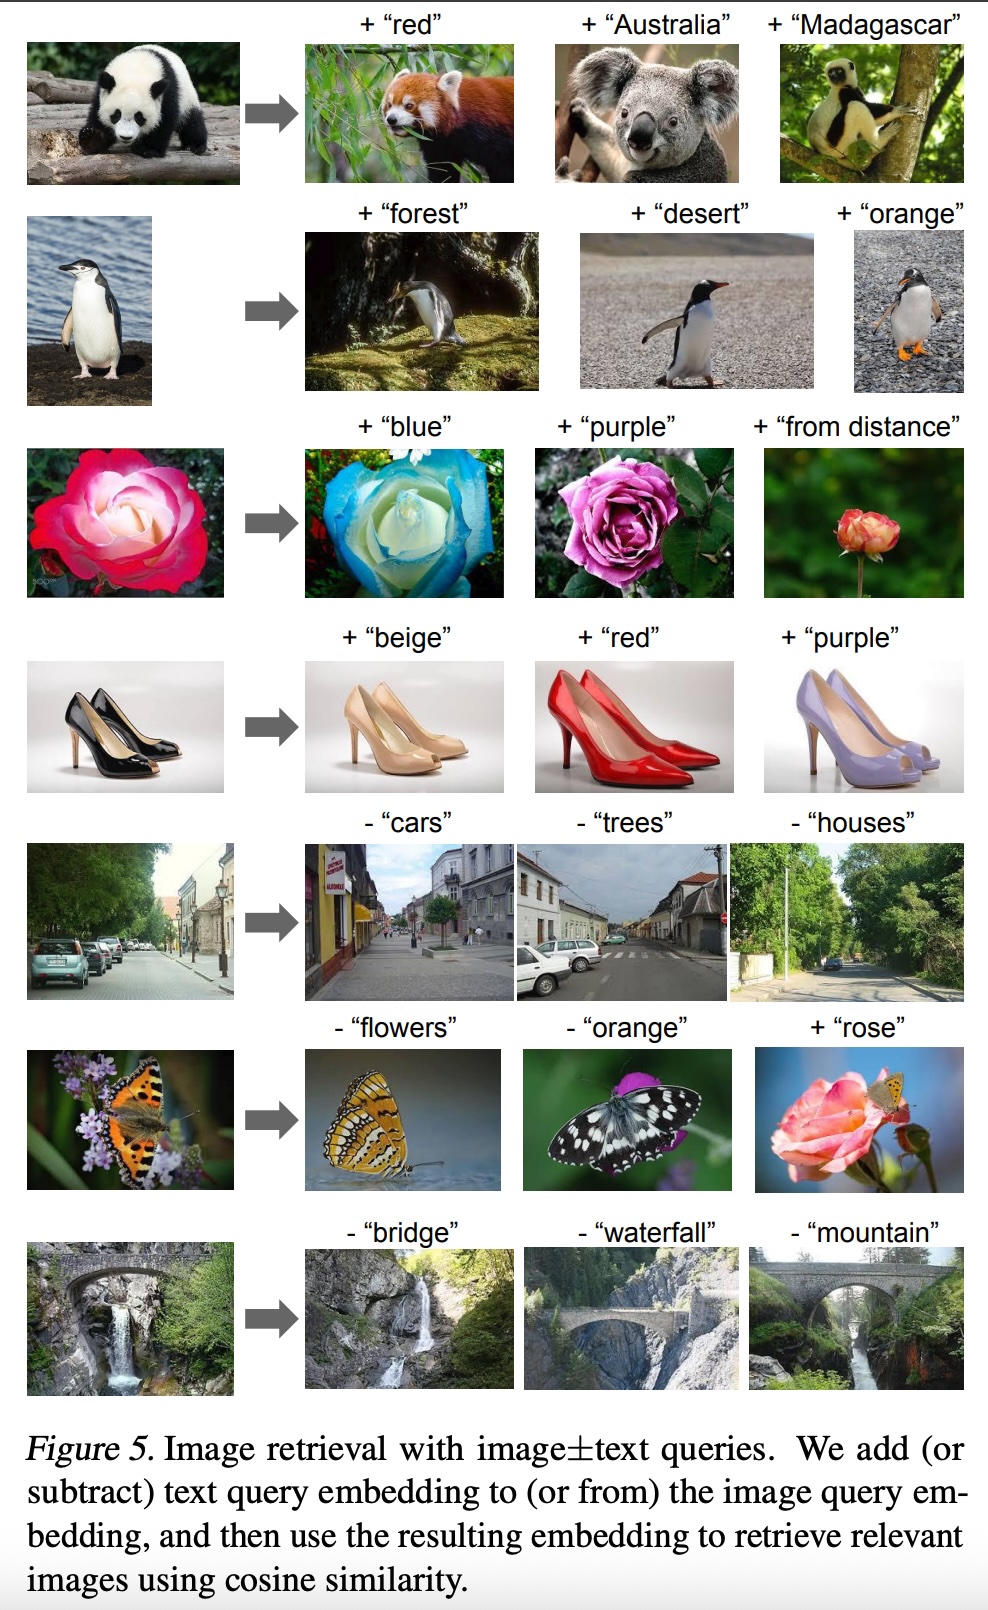 + “red”
+ “Australia”
+ “Madagascar”
+ “forest”
+ “desert”
+ “orange”
+ “blue”
+ “purple”
+ “from distance”
+ “beige”
+ “red”
+ “purple”
- “cars”
- “trees”
- “houses”
- “flowers”
- “orange”
+ “rose”
- “bridge”
- “waterfall”
- “mountain”
Figure 5. Image retrieval with image±text queries. We add (or
subtract) text query embedding to (or from) the image query em-
bedding, and then use the resulting embedding to retrieve relevant
images using cosine similarity.